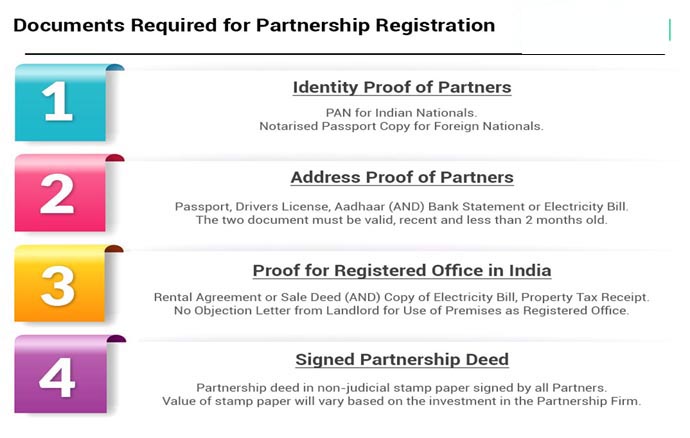 Documents Required for Partnership Registration
1
Identity Proof of Partners
PAN for Indian Nationals.
Notarised Passport Copy for Foreign Nationals.
2
Address Proof of Partners
Passport, Drivers License, Aadhaar (AND) Bank Statement or Electricity Bill.
The two document must be valid, recent and less than 2 months old.
3
Proof for Registered Office in India
Rental Agreement or Sale Deed (AND) Copy of Electricity Bill, Property Tax Receipt.
No Objection Letter from Landlord for Use of Premises as Registered Office.
4
Signed Partnership Deed
Partnership deed in non-judicial stamp paper signed by all Partners.
Value of stamp paper will vary based on the investment in the Partnership Firm.